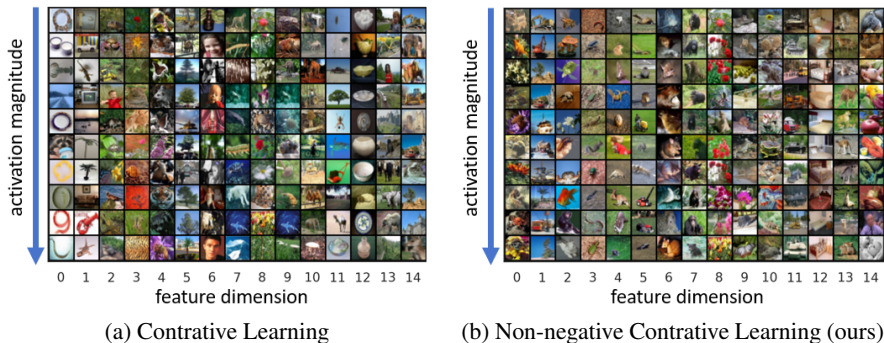 activation magnitude
0 1 2 3 4 5 6 7 8 9 10 11 12 13 14
feature dimension
(a) Contrative Learning
activation magnitude
0 1 2 3 4 5 6 7 8 9 10 11 12 13 14
feature dimension
(b) Non-negative Contrative Learning (ours)